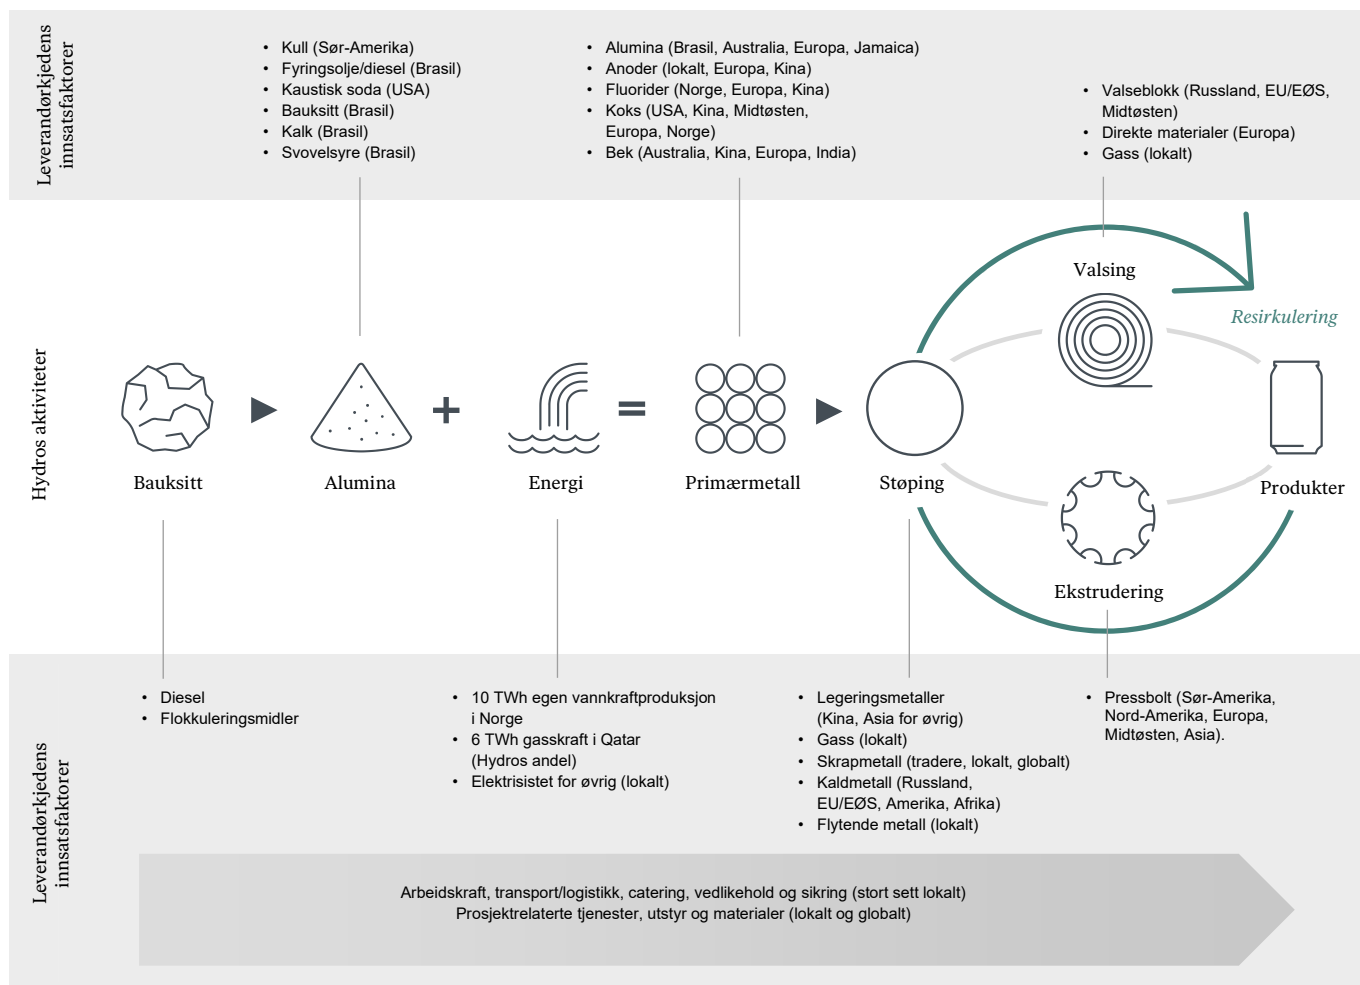 Leverandørkjedens
innsatsfaktorer
• Kull (Sør-Amerika)
• Fyringsolje/diesel (Brasil)
• Kaustisk soda (USA)
• Bauksitt (Brasil)
• Kalk (Brasil)
• Svovelsyre (Brasil)
• Alumina (Brasil, Australia, Europa, Jamaica)
• Anoder (lokalt, Europa, Kina)
• Fluorider (Norge, Europa, Kina)
• Koks (USA, Kina, Midtøsten,
Europa, Norge)
• Bek (Australia, Kina, Europa, India)
• Valseblokk (Russland, EU/EØS,
Midtøsten)
• Direkte materialer (Europa)
• Gass (lokalt)
Hydros aktiviteter
Bauksitt
Alumina
Energi
Primærmetall
Støping
Valsing
Resirkulering
Produkter
Ekstrudering
Leverandørkjedens
innsatsfaktorer
• Diesel
• Flokkuleringsmidler
• 10 TWh egen vannkraftproduksjon
i Norge
• 6 TWh gasskraft i Qatar
(Hydros andel)
• Elektrisistet for øvrig (lokalt)
• Legeringsmetaller
(Kina, Asia for øvrig)
• Gass (lokalt)
• Skrapmetall (tradere, lokalt, globalt)
• Kaldmetall (Russland,
EU/EØS, Amerika, Afrika)
• Flytende metall (lokalt)
• Pressbolt (Sør-Amerika,
Nord-Amerika, Europa,
Midtøsten, Asia).
Arbeidskraft, transport/logistikk, catering, vedlikehold og sikring (stort sett lokalt)
Prosjektrelaterte tjenester, utstyr og materialer (lokalt og globalt)